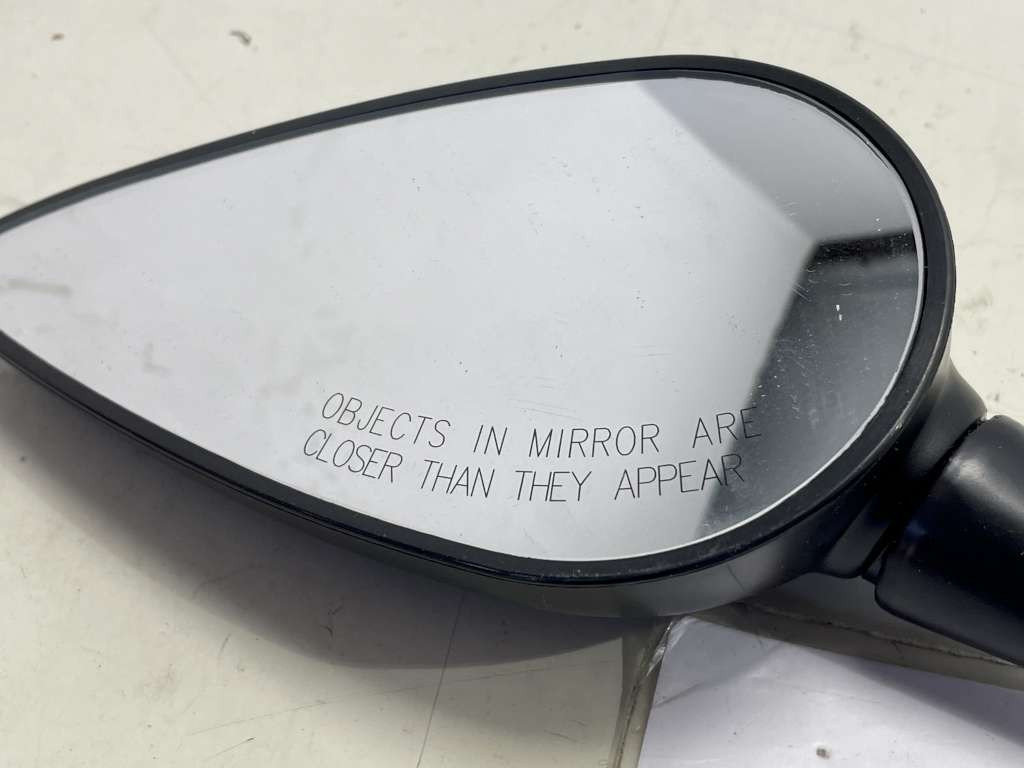 OBJECTS IN MIRROR ARE
CLOSER THAN THEY APPEAR